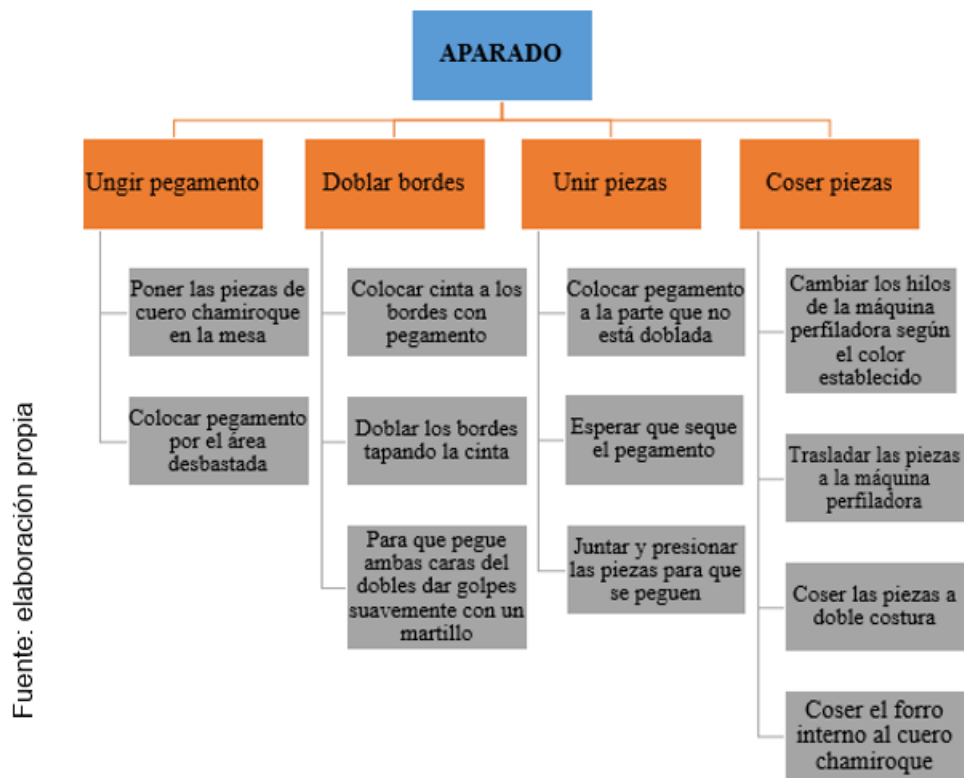 APARADO
Ungir pegamento
Poner las piezas de
cuero chamiroque
en la mesa
Colocar pegamento
por el área
desbastada
Doblar bordes
Colocar cinta a los
bordes con
pegamento
Doblar los bordes
tapando la cinta
Para que pegue
ambas caras del
dobles dar golpes
suavemente con un
martillo
Unir piezas
Colocar pegamento
a la parte que no
está doblada
Esperar que seque
el pegamento
Juntar y presionar
las piezas para que
se peguen
Coser piezas
Cambiar los hilos
de la máquina
perfiladora según
el color
establecido
Trasladar las piezas
a la máquina
perfiladora
Coser las piezas a
doble costura
Coser el forro
interno al cuero
chamiroque
Fuente: elaboración propia